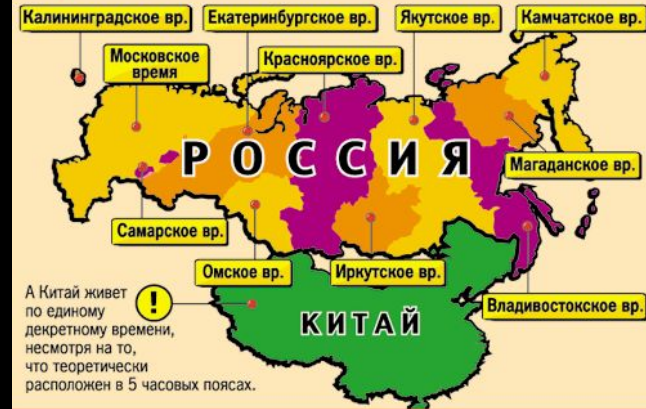 Калининградское вр.
Екатеринбургское вр.
Якутское вр.
Камчатское вр.
Московское
время
Красноярское вр.
РОССИЯ
Магаданское вр.
Самарское вр.
Омское вр.
Иркутское вр.
Владивостокское вр.
А Китай живет
по единому
декретному времени,
несмотря на то,
что теоретически
расположен в 5 часовых поясах.
!
КИТАЙ